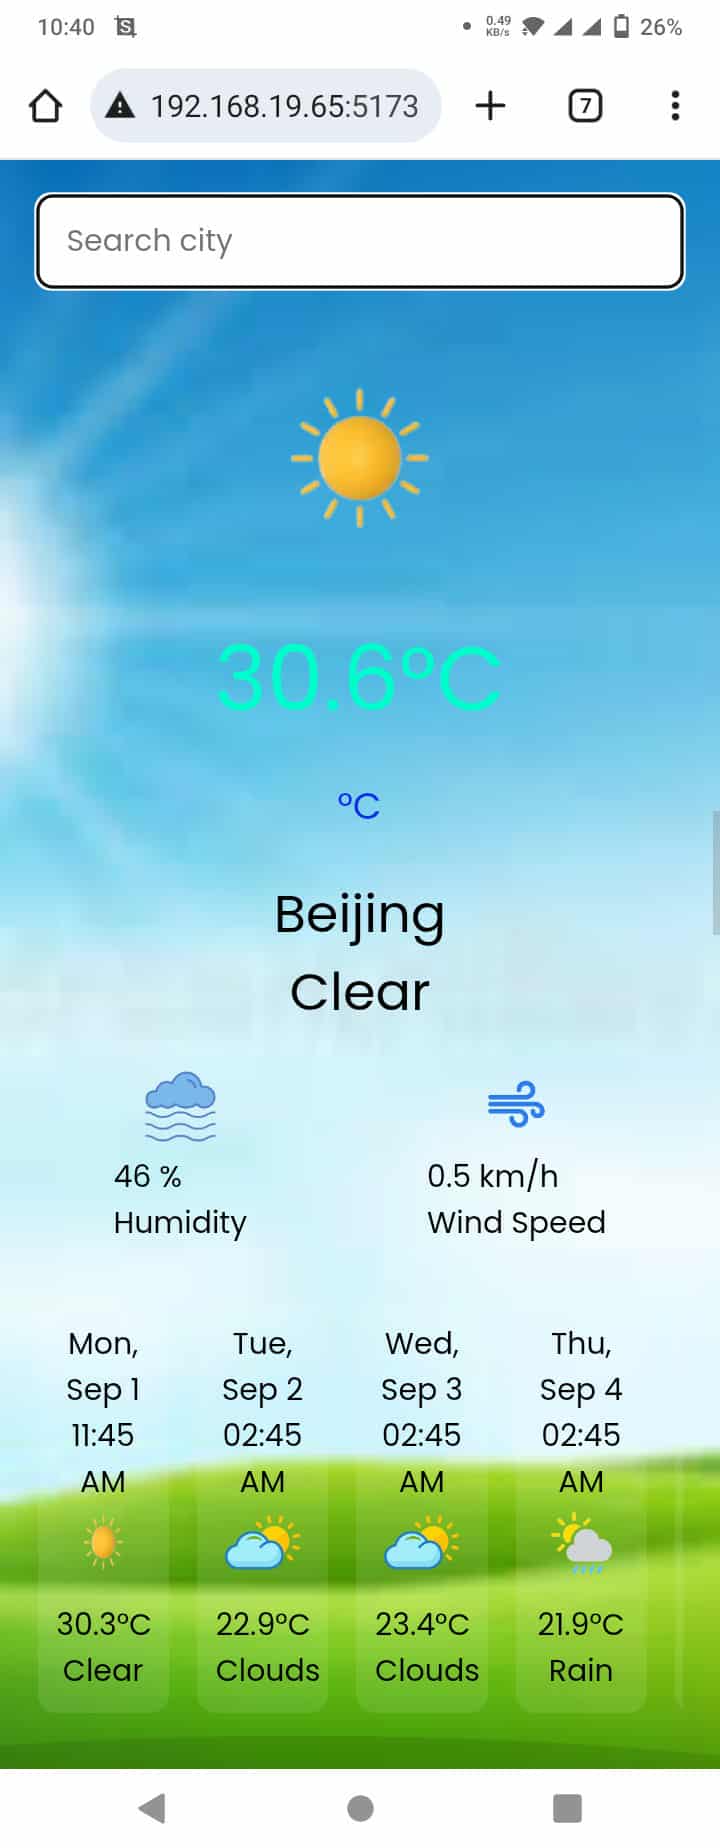 10:40 S 0.49 KB/s 26%
192.168.19.65:5173 7
Search city
30.6°C
°C
Beijing
Clear
46 %
Humidity
0.5 km/h
Wind Speed
Mon,
Sep 1
11:45
AM
30.3°C
Clear
Tue,
Sep 2
02:45
AM
22.9°C
Clouds
Wed,
Sep 3
02:45
AM
23.4°C
Clouds
Thu,
Sep 4
02:45
AM
21.9°C
Rain